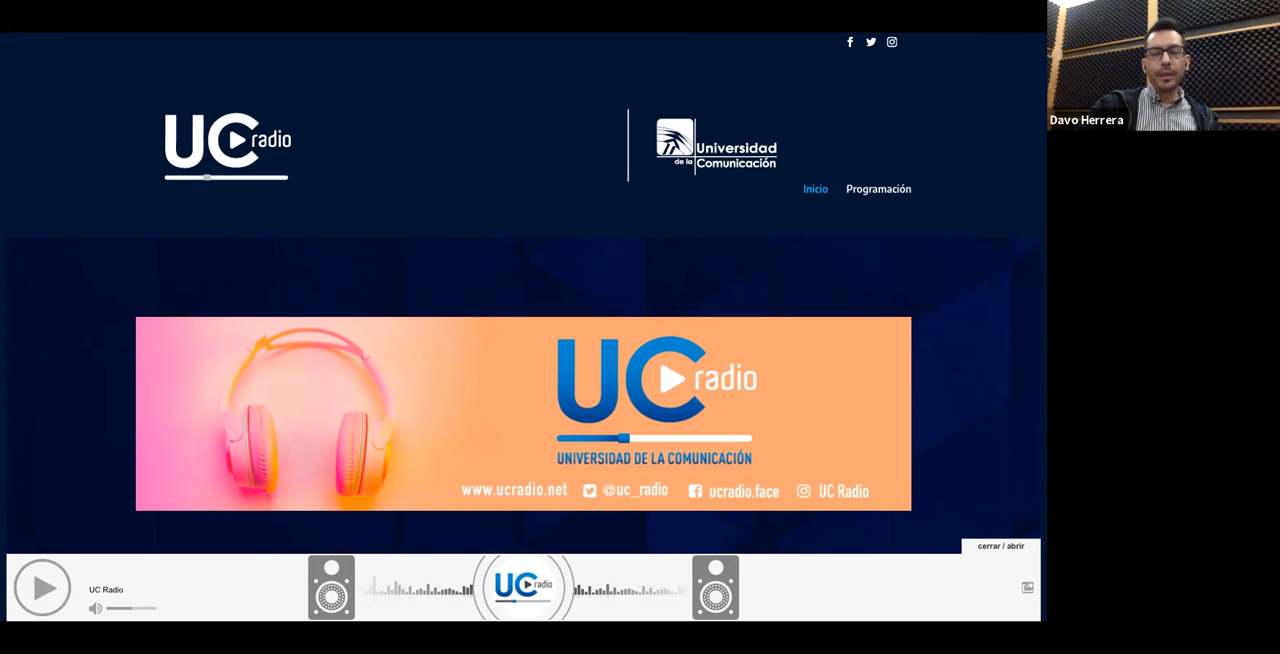 UC radio
Universidad
de la Comunicación
Inicio Programación
Davo Herrera
UC radio
UNIVERSIDAD DE LA COMUNICACIÓN
www.ucradio.net @uc_radio ucradio.face UC Radio
cerrar / abrir
UC Radio
UC radio